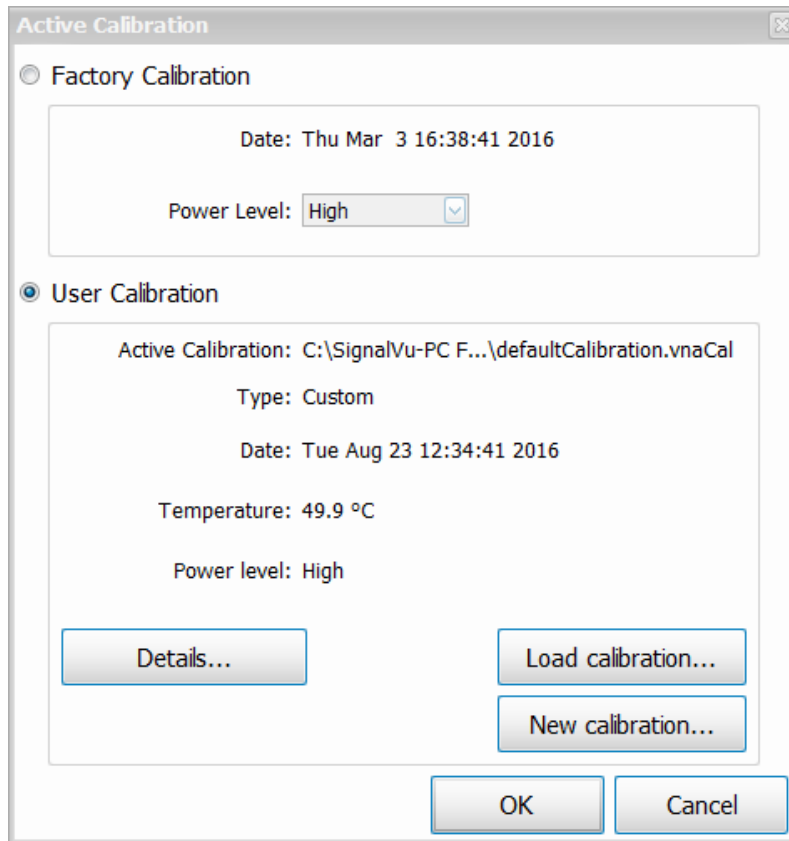 Active Calibration
Factory Calibration
Date: Thu Mar 3 16:38:41 2016
Power Level: High
User Calibration
Active Calibration: C:\SignalVu-PC F...\defaultCalibration.vnaCal
Type: Custom
Date: Tue Aug 23 12:34:41 2016
Temperature: 49.9 ºC
Power level: High
Details...
Load calibration...
New calibration...
OK
Cancel